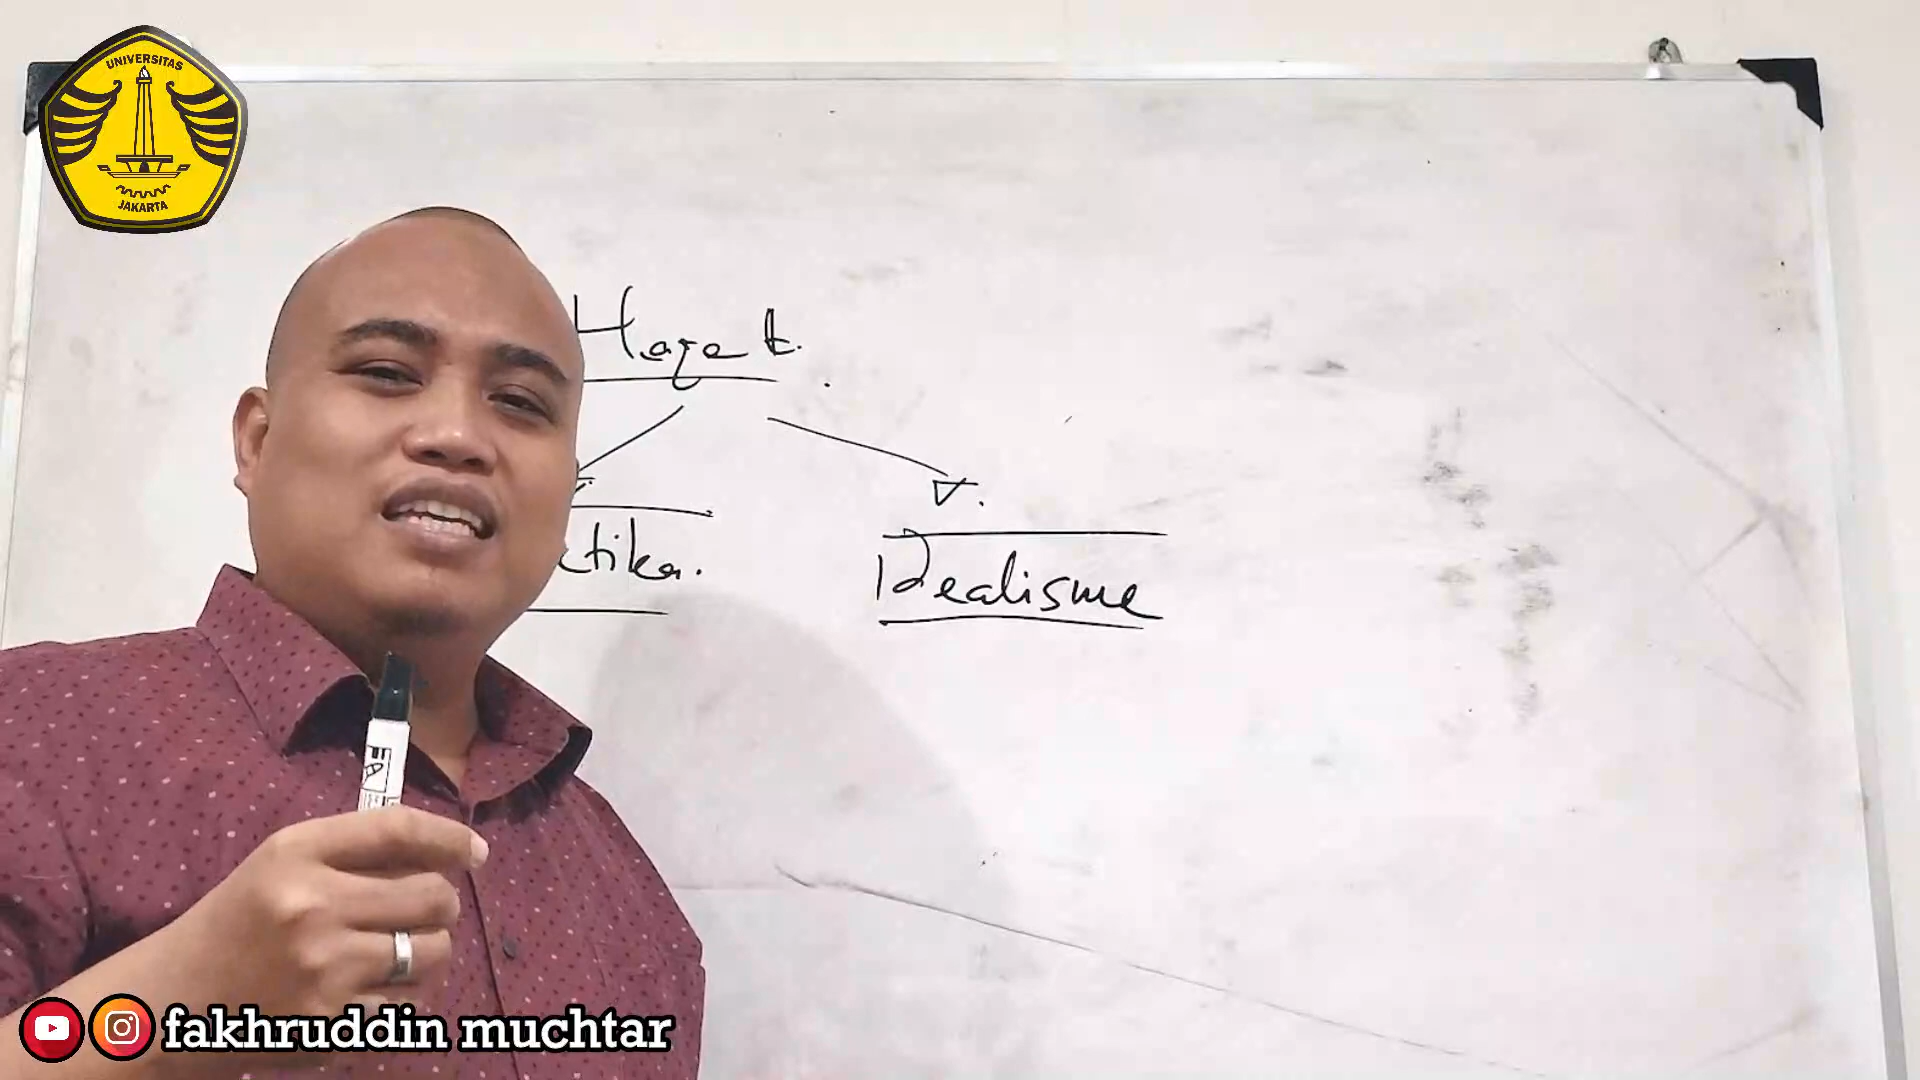 UNIVERSITAS
JAKARTA
Hegel.
tika.
Idealisme
fakhruddin muchtar